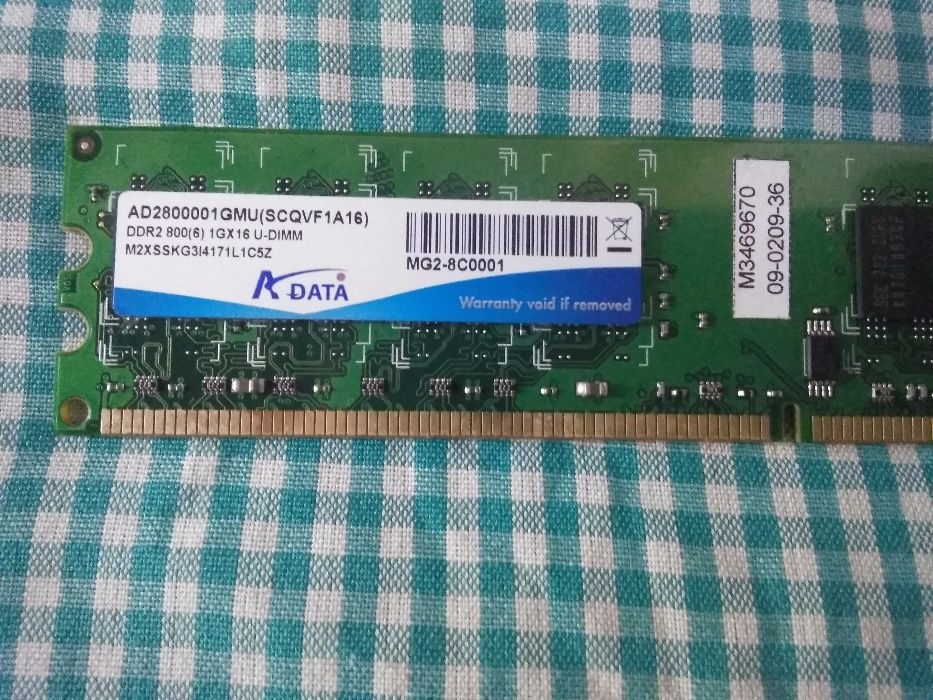 AD2800001GMU(SCQVF1A16)
DDR2 800(6) 1GX16 U-DIMM
M2XSSKG3I4171L1C5Z
MG2-8C0001
ADATA
Warranty void if removed
M3469670
09-0209-36